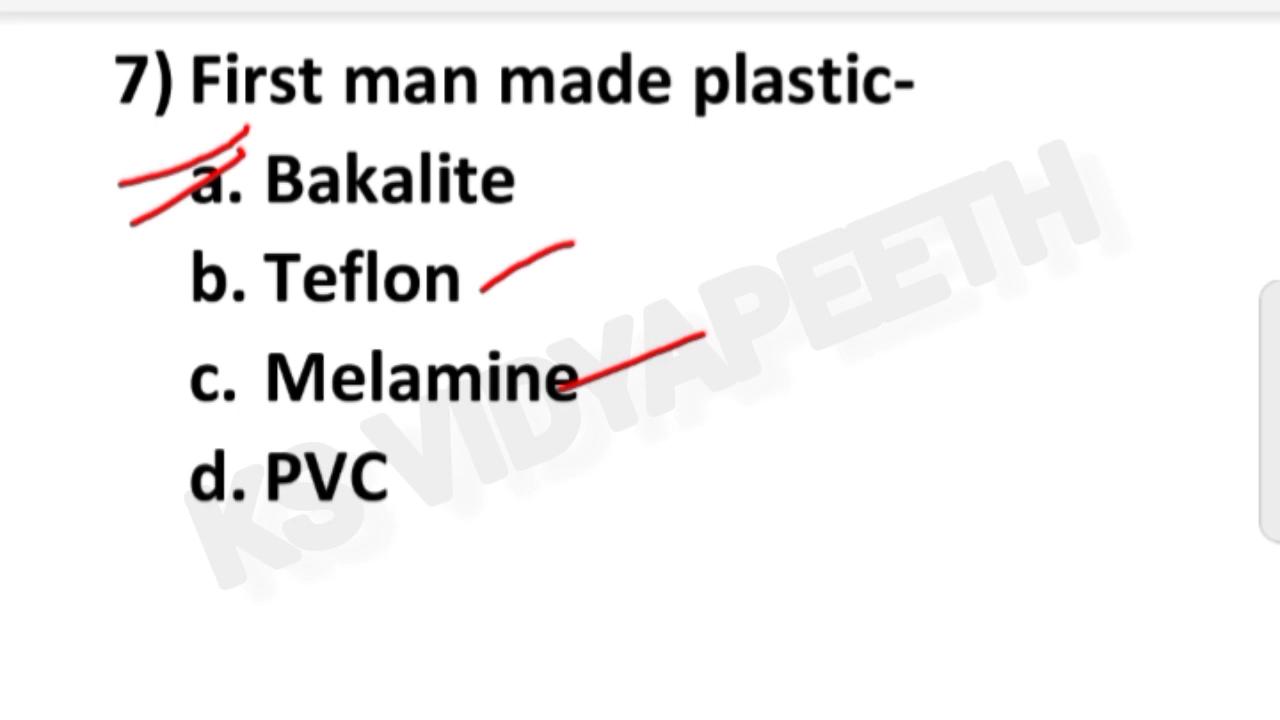 7) First man made plastic-
a. Bakalite
b. Teflon
c. Melamine
d. PVC
KS VIDYAPEETH